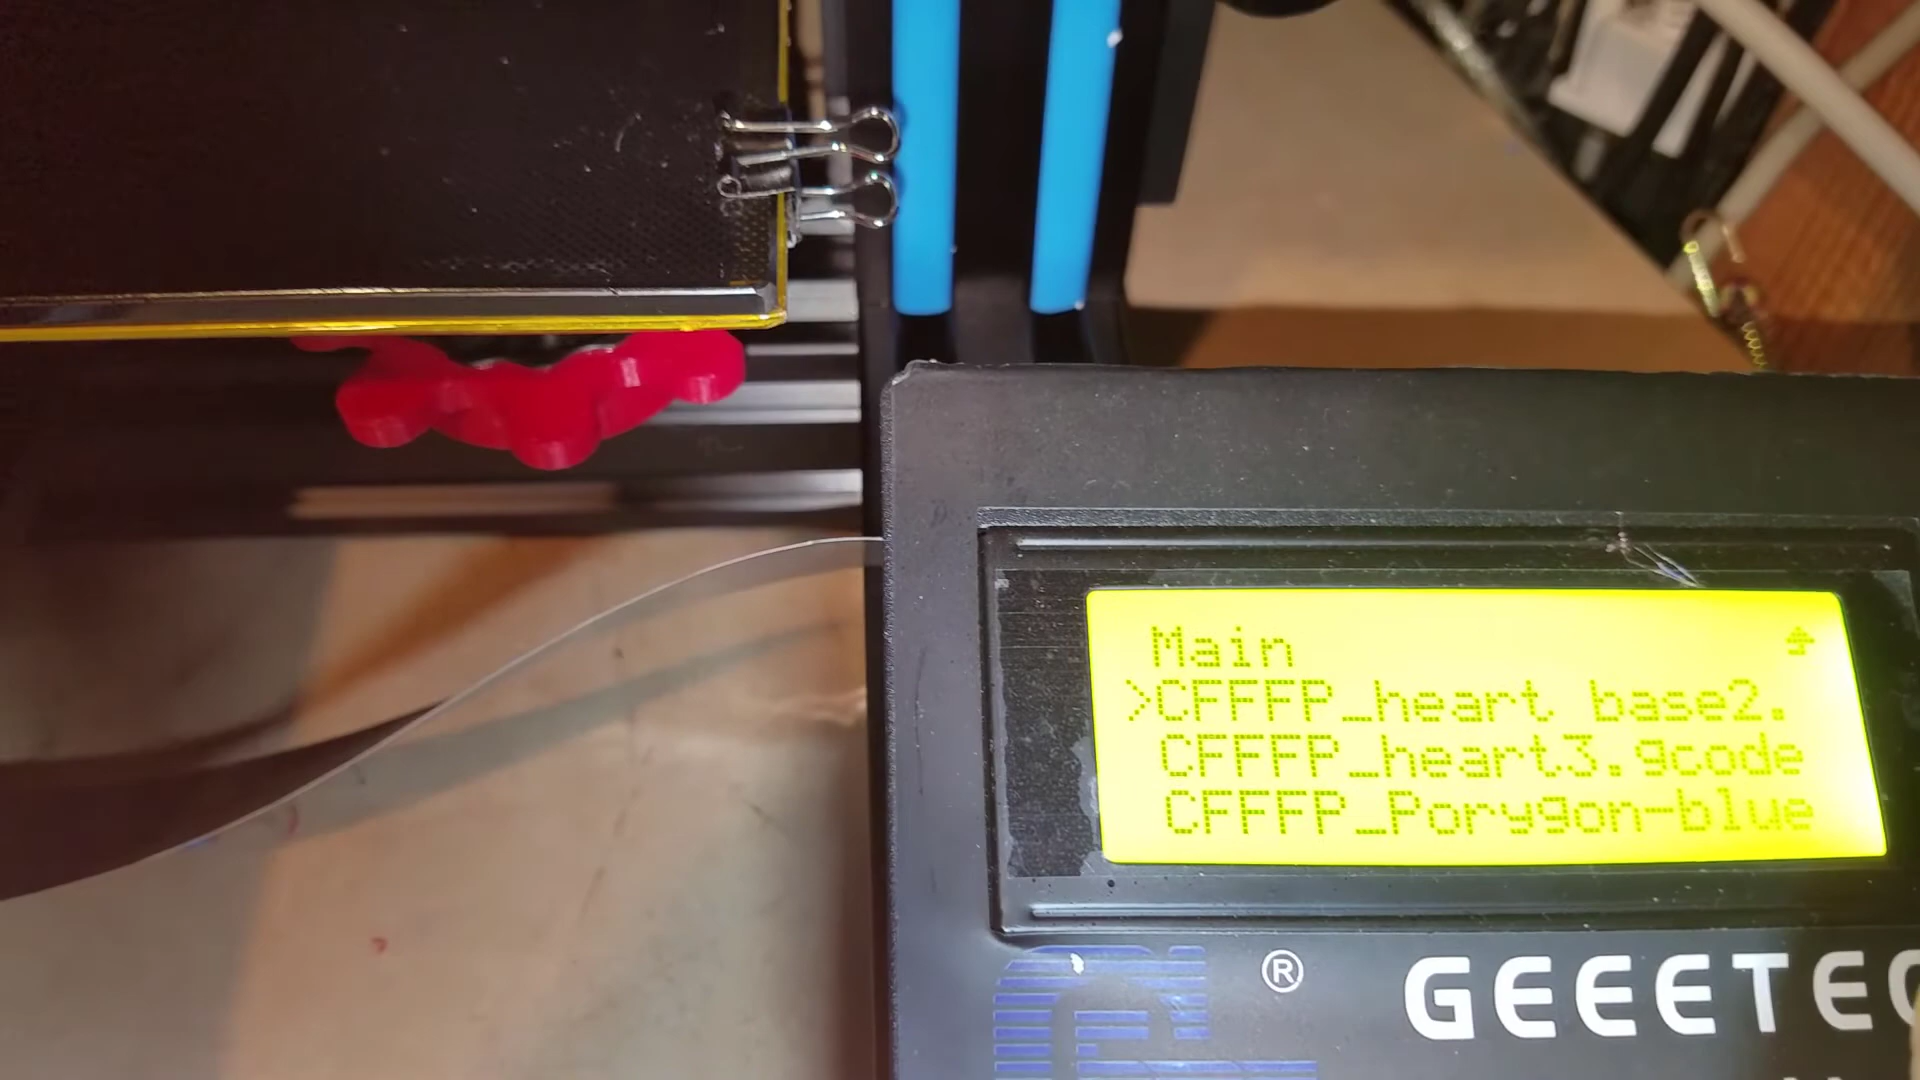 Main
>CFFFP_heart base2.
CFFFP_heart3.gcode
CFFFP_Porygon-blue
®
GEEETEC